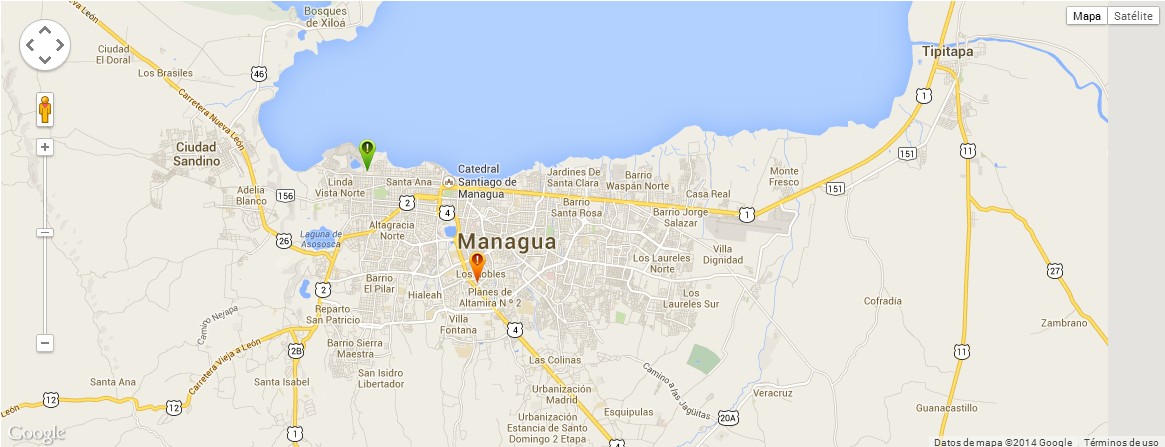 Bosques
de Xiloá
Mapa
Satélite
Ciudad
El Doral
Los Brasiles
46
Tipitapa
Carretera Nueva León
1
Ciudad
Sandino
151
11
Catedral
Santiago de
Managua
Jardines De
Santa Clara
Barrio
Waspán Norte
Monte
Fresco
Linda
Vista Norte
Santa Ana
Adelia
Blanco
156
2
4
Casa Real
151
Barrio
Santa Rosa
Barrio Jorge
Salazar
1
Altagracia
Norte
Laguna de
Asososca
26
Managua
Villa
Dignidad
Los Laureles
Norte
Los Robles
27
Barrio
El Pilar
2
Hialeah
Planes de
Altamira N º 2
Los
Laureles Sur
Cofradía
Reparto
San Patricio
Camino Nejapa
Villa
Fontana
4
Zambrano
Barrio Sierra
Maestra
2B
11
Carretera Vieja a León
Las Colinas
San Isidro
Libertador
Camino a las Jagüitas
Santa Ana
Santa Isabel
Urbanización
Madrid
Veracruz
León
12
12
Esquipulas
20A
Guanacastillo
Urbanización
Estancia de Santo
Domingo 2 Etapa
1
Google
Datos de mapa ©2014 Google
Términos de uso